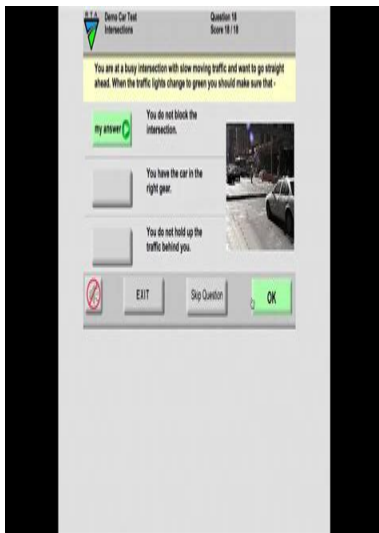 RTA
Demo Car Test
Intersections
Question 18
Score 18 / 18
You are at a busy intersection with slow moving traffic and want to go straight
ahead. When the traffic lights change to green you should make sure that -
my answer
You do not block the
intersection.
You have the car in the
right gear.
You do not hold up the
traffic behind you.
EXIT
Skip Question
OK